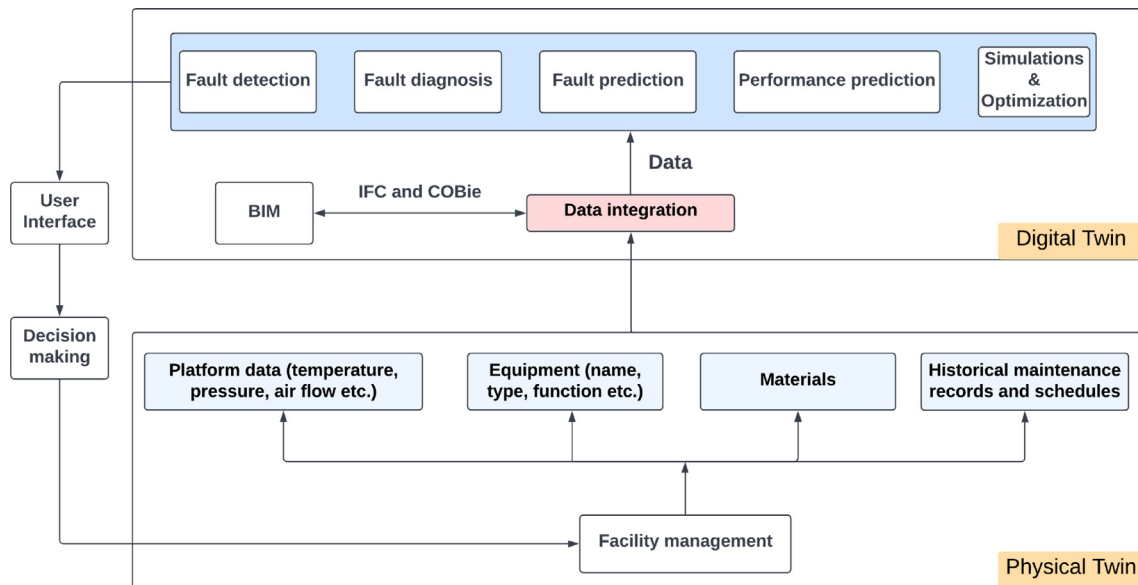 Fault detection
Fault diagnosis
Fault prediction
Performance prediction
Simulations
&
Optimization
Data
User
Interface
BIM
IFC and COBie
Data integration
Digital Twin
Decision
making
Platform data (temperature,
pressure, air flow etc.)
Equipment (name,
type, function etc.)
Materials
Historical maintenance
records and schedules
Facility management
Physical Twin